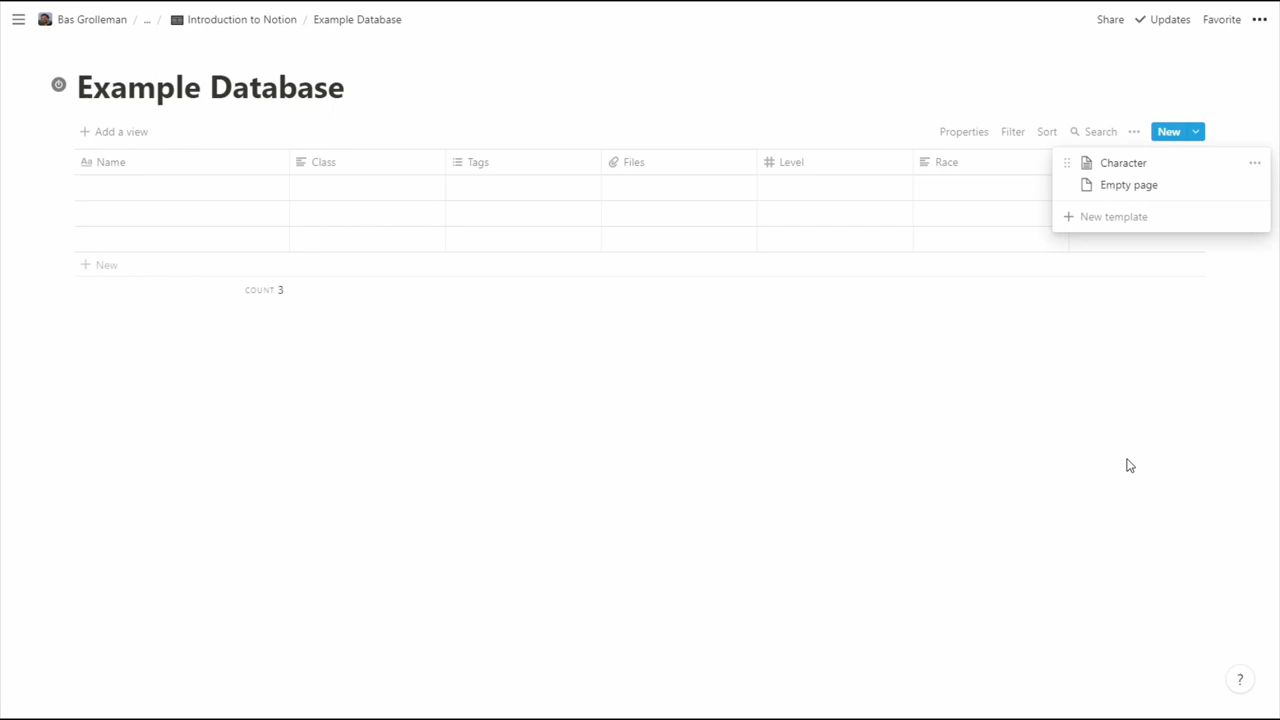 Bas Grolleman / ... / Introduction to Notion / Example Database Share Updates Favorite
Example Database
Add a view Properties Filter Sort Search New
Aa Name Class Tags Files # Level Race
Character
Empty page
New template
+ New
COUNT 3
?